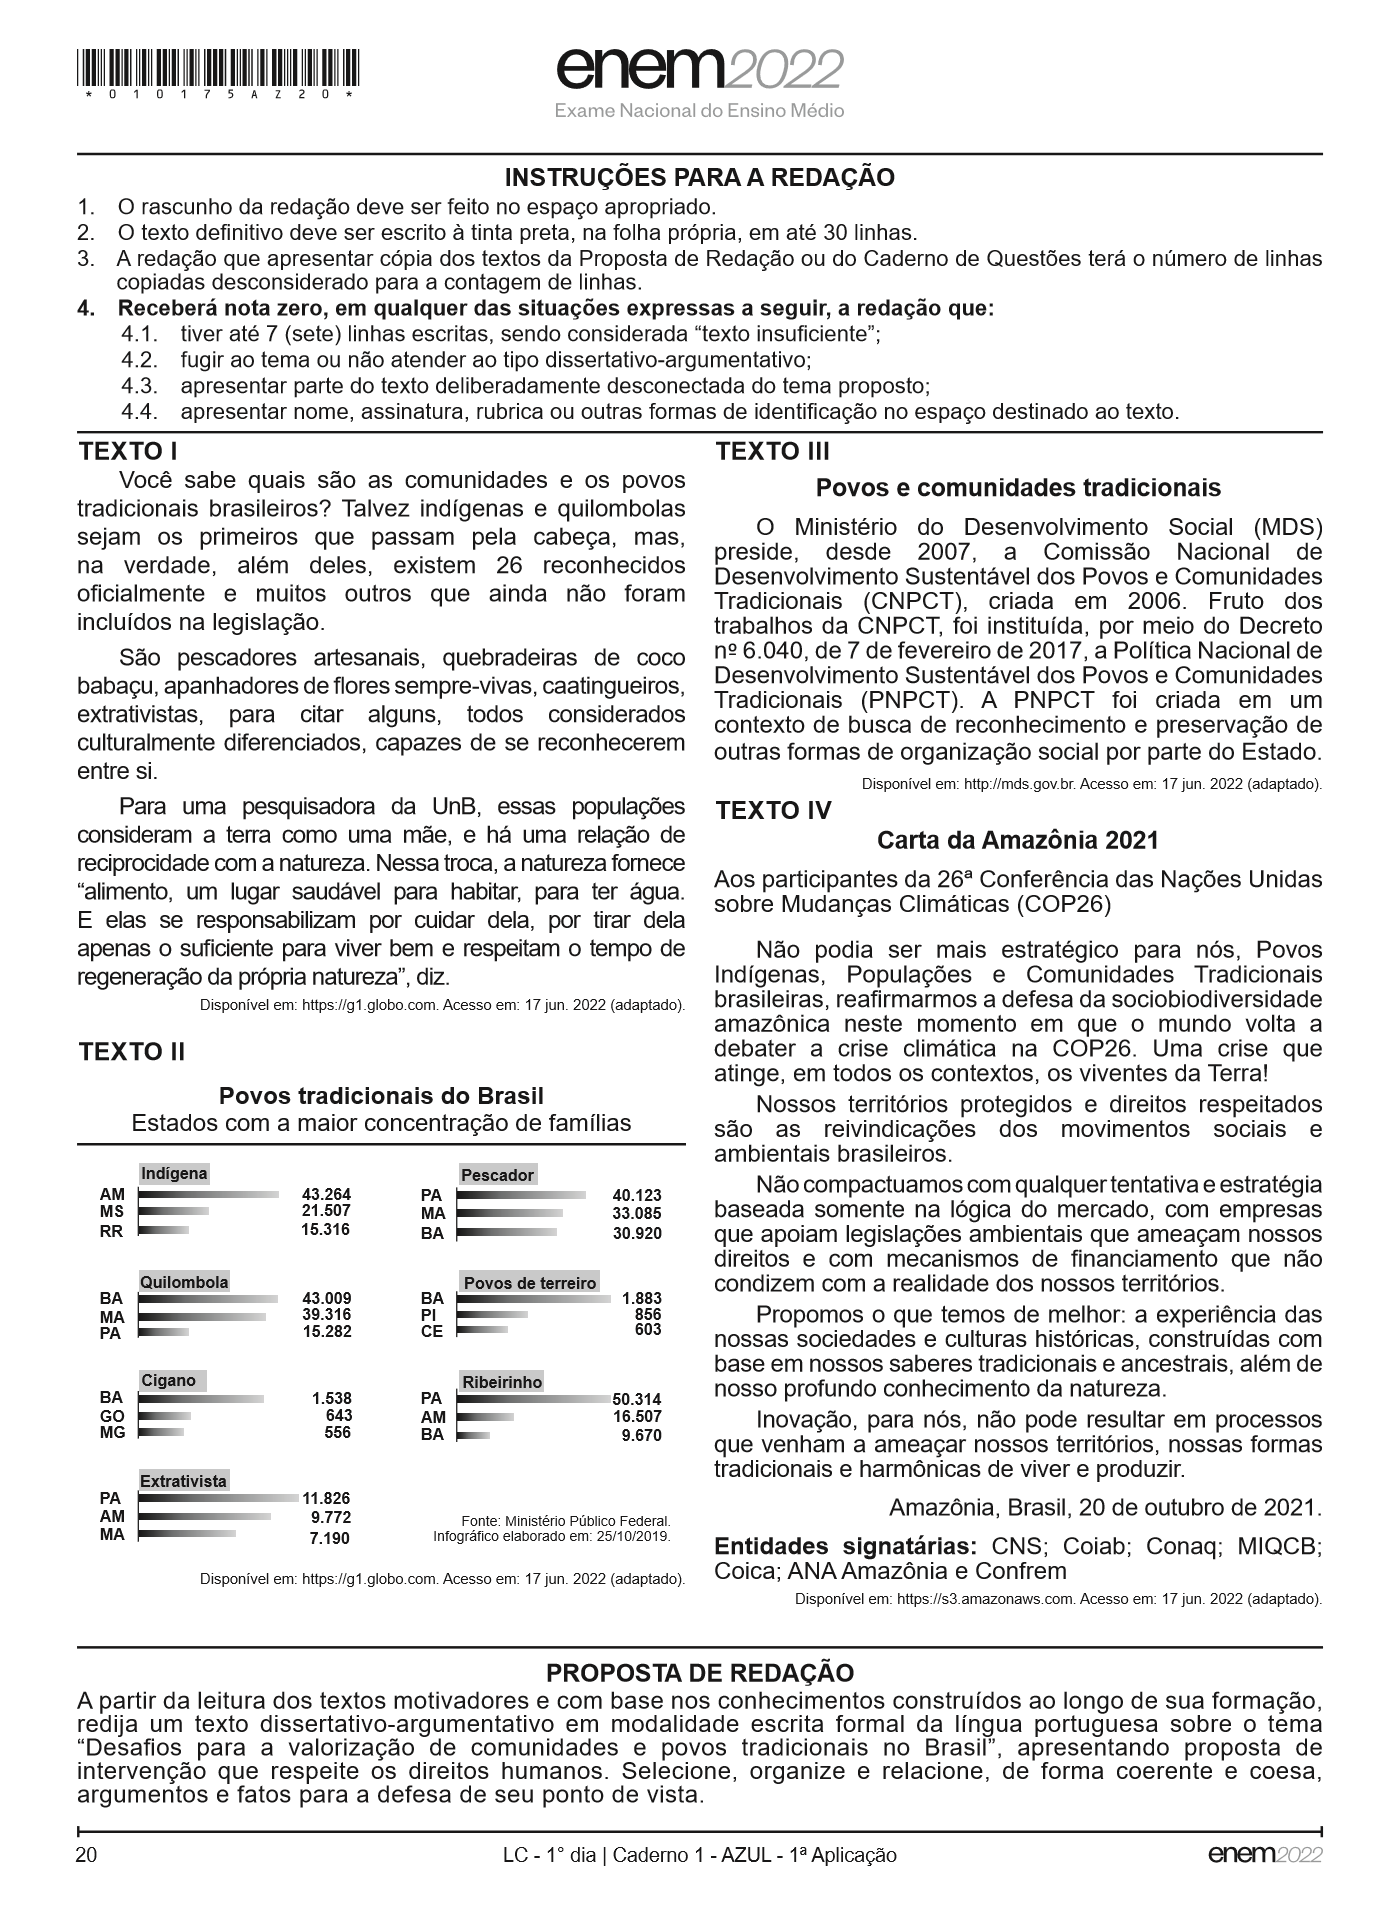 *010175AZ20*
enem2022
Exame Nacional do Ensino Médio
INSTRUÇÕES PARA A REDAÇÃO
1. O rascunho da redação deve ser feito no espaço apropriado.
2. O texto definitivo deve ser escrito à tinta preta, na folha própria, em até 30 linhas.
3. A redação que apresentar cópia dos textos da Proposta de Redação ou do Caderno de Questões terá o número de linhas
copiadas desconsiderado para a contagem de linhas.
4. Receberá nota zero, em qualquer das situações expressas a seguir, a redação que:
4.1. tiver até 7 (sete) linhas escritas, sendo considerada “texto insuficiente”;
4.2. fugir ao tema ou não atender ao tipo dissertativo-argumentativo;
4.3. apresentar parte do texto deliberadamente desconectada do tema proposto;
4.4. apresentar nome, assinatura, rubrica ou outras formas de identificação no espaço destinado ao texto.
TEXTO I
Você sabe quais são as comunidades e os povos
tradicionais brasileiros? Talvez indígenas e quilombolas
sejam os primeiros que passam pela cabeça, mas,
na verdade, além deles, existem 26 reconhecidos
oficialmente e muitos outros que ainda não foram
incluídos na legislação.
São pescadores artesanais, quebradeiras de coco
babaçu, apanhadores de flores sempre-vivas, caatingueiros,
extrativistas, para citar alguns, todos considerados
culturalmente diferenciados, capazes de se reconhecerem
entre si.
Para uma pesquisadora da UnB, essas populações
consideram a terra como uma mãe, e há uma relação de
reciprocidade com a natureza. Nessa troca, a natureza fornece
“alimento, um lugar saudável para habitar, para ter água.
E elas se responsabilizam por cuidar dela, por tirar dela
apenas o suficiente para viver bem e respeitam o tempo de
regeneração da própria natureza”, diz.
Disponível em: https://g1.globo.com. Acesso em: 17 jun. 2022 (adaptado).
TEXTO II
Povos tradicionais do Brasil
Estados com a maior concentração de famílias
Indígena
AM 43.264
MS 21.507
RR 15.316
Pescador
PA 40.123
MA 33.085
BA 30.920
Quilombola
BA 43.009
MA 39.316
PA 15.282
Povos de terreiro
BA 1.883
PI 856
CE 603
Cigano
BA 1.538
GO 643
MG 556
Ribeirinho
PA 50.314
AM 16.507
BA 9.670
Extrativista
PA 11.826
AM 9.772
MA 7.190
Fonte: Ministério Público Federal.
Infográfico elaborado em: 25/10/2019.
Disponível em: https://g1.globo.com. Acesso em: 17 jun. 2022 (adaptado).
TEXTO III
Povos e comunidades tradicionais
O Ministério do Desenvolvimento Social (MDS)
preside, desde 2007, a Comissão Nacional de
Desenvolvimento Sustentável dos Povos e Comunidades
Tradicionais (CNPCT), criada em 2006. Fruto dos
trabalhos da CNPCT, foi instituída, por meio do Decreto
nº 6.040, de 7 de fevereiro de 2017, a Política Nacional de
Desenvolvimento Sustentável dos Povos e Comunidades
Tradicionais (PNPCT). A PNPCT foi criada em um
contexto de busca de reconhecimento e preservação de
outras formas de organização social por parte do Estado.
Disponível em: http://mds.gov.br. Acesso em: 17 jun. 2022 (adaptado).
TEXTO IV
Carta da Amazônia 2021
Aos participantes da 26ª Conferência das Nações Unidas
sobre Mudanças Climáticas (COP26)
Não podia ser mais estratégico para nós, Povos
Indígenas, Populações e Comunidades Tradicionais
brasileiras, reafirmarmos a defesa da sociobiodiversidade
amazônica neste momento em que o mundo volta a
debater a crise climática na COP26. Uma crise que
atinge, em todos os contextos, os viventes da Terra!
Nossos territórios protegidos e direitos respeitados
são as reivindicações dos movimentos sociais e
ambientais brasileiros.
Não compactuamos com qualquer tentativa e estratégia
baseada somente na lógica do mercado, com empresas
que apoiam legislações ambientais que ameaçam nossos
direitos e com mecanismos de financiamento que não
condizem com a realidade dos nossos territórios.
Propomos o que temos de melhor: a experiência das
nossas sociedades e culturas históricas, construídas com
base em nossos saberes tradicionais e ancestrais, além de
nosso profundo conhecimento da natureza.
Inovação, para nós, não pode resultar em processos
que venham a ameaçar nossos territórios, nossas formas
tradicionais e harmônicas de viver e produzir.
Amazônia, Brasil, 20 de outubro de 2021.
Entidades signatárias: CNS; Coiab; Conaq; MIQCB;
Coica; ANA Amazônia e Confrem
Disponível em: https://s3.amazonaws.com. Acesso em: 17 jun. 2022 (adaptado).
PROPOSTA DE REDAÇÃO
A partir da leitura dos textos motivadores e com base nos conhecimentos construídos ao longo de sua formação,
redija um texto dissertativo-argumentativo em modalidade escrita formal da língua portuguesa sobre o tema
“Desafios para a valorização de comunidades e povos tradicionais no Brasil”, apresentando proposta de
intervenção que respeite os direitos humanos. Selecione, organize e relacione, de forma coerente e coesa,
argumentos e fatos para a defesa de seu ponto de vista.
20
LC - 1° dia | Caderno 1 - AZUL - 1ª Aplicação
enem2022